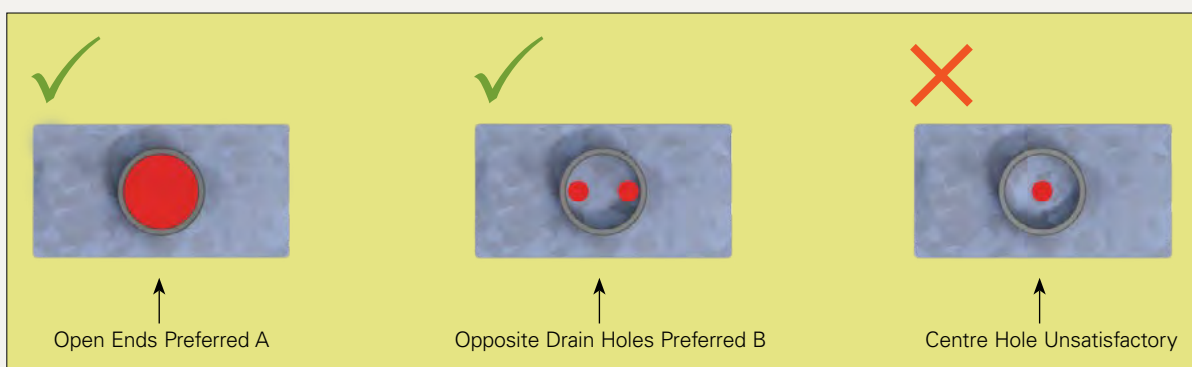 Open Ends Preferred A
Opposite Drain Holes Preferred B
Centre Hole Unsatisfactory